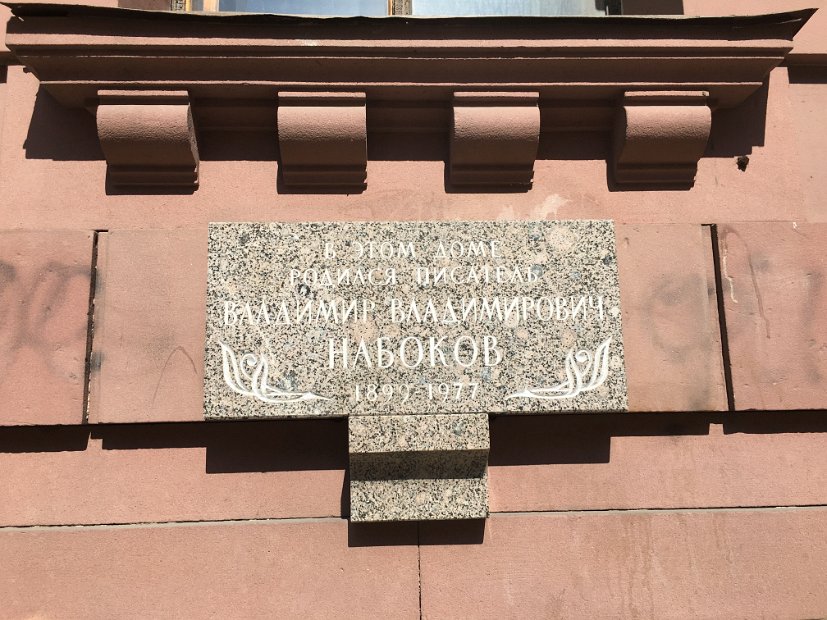 В ЭТОМ ДОМЕ
РОДИЛСЯ ПИСАТЕЛЬ
ВЛАДИМИР ВЛАДИМИРОВИЧ
НАБОКОВ
1899-1977